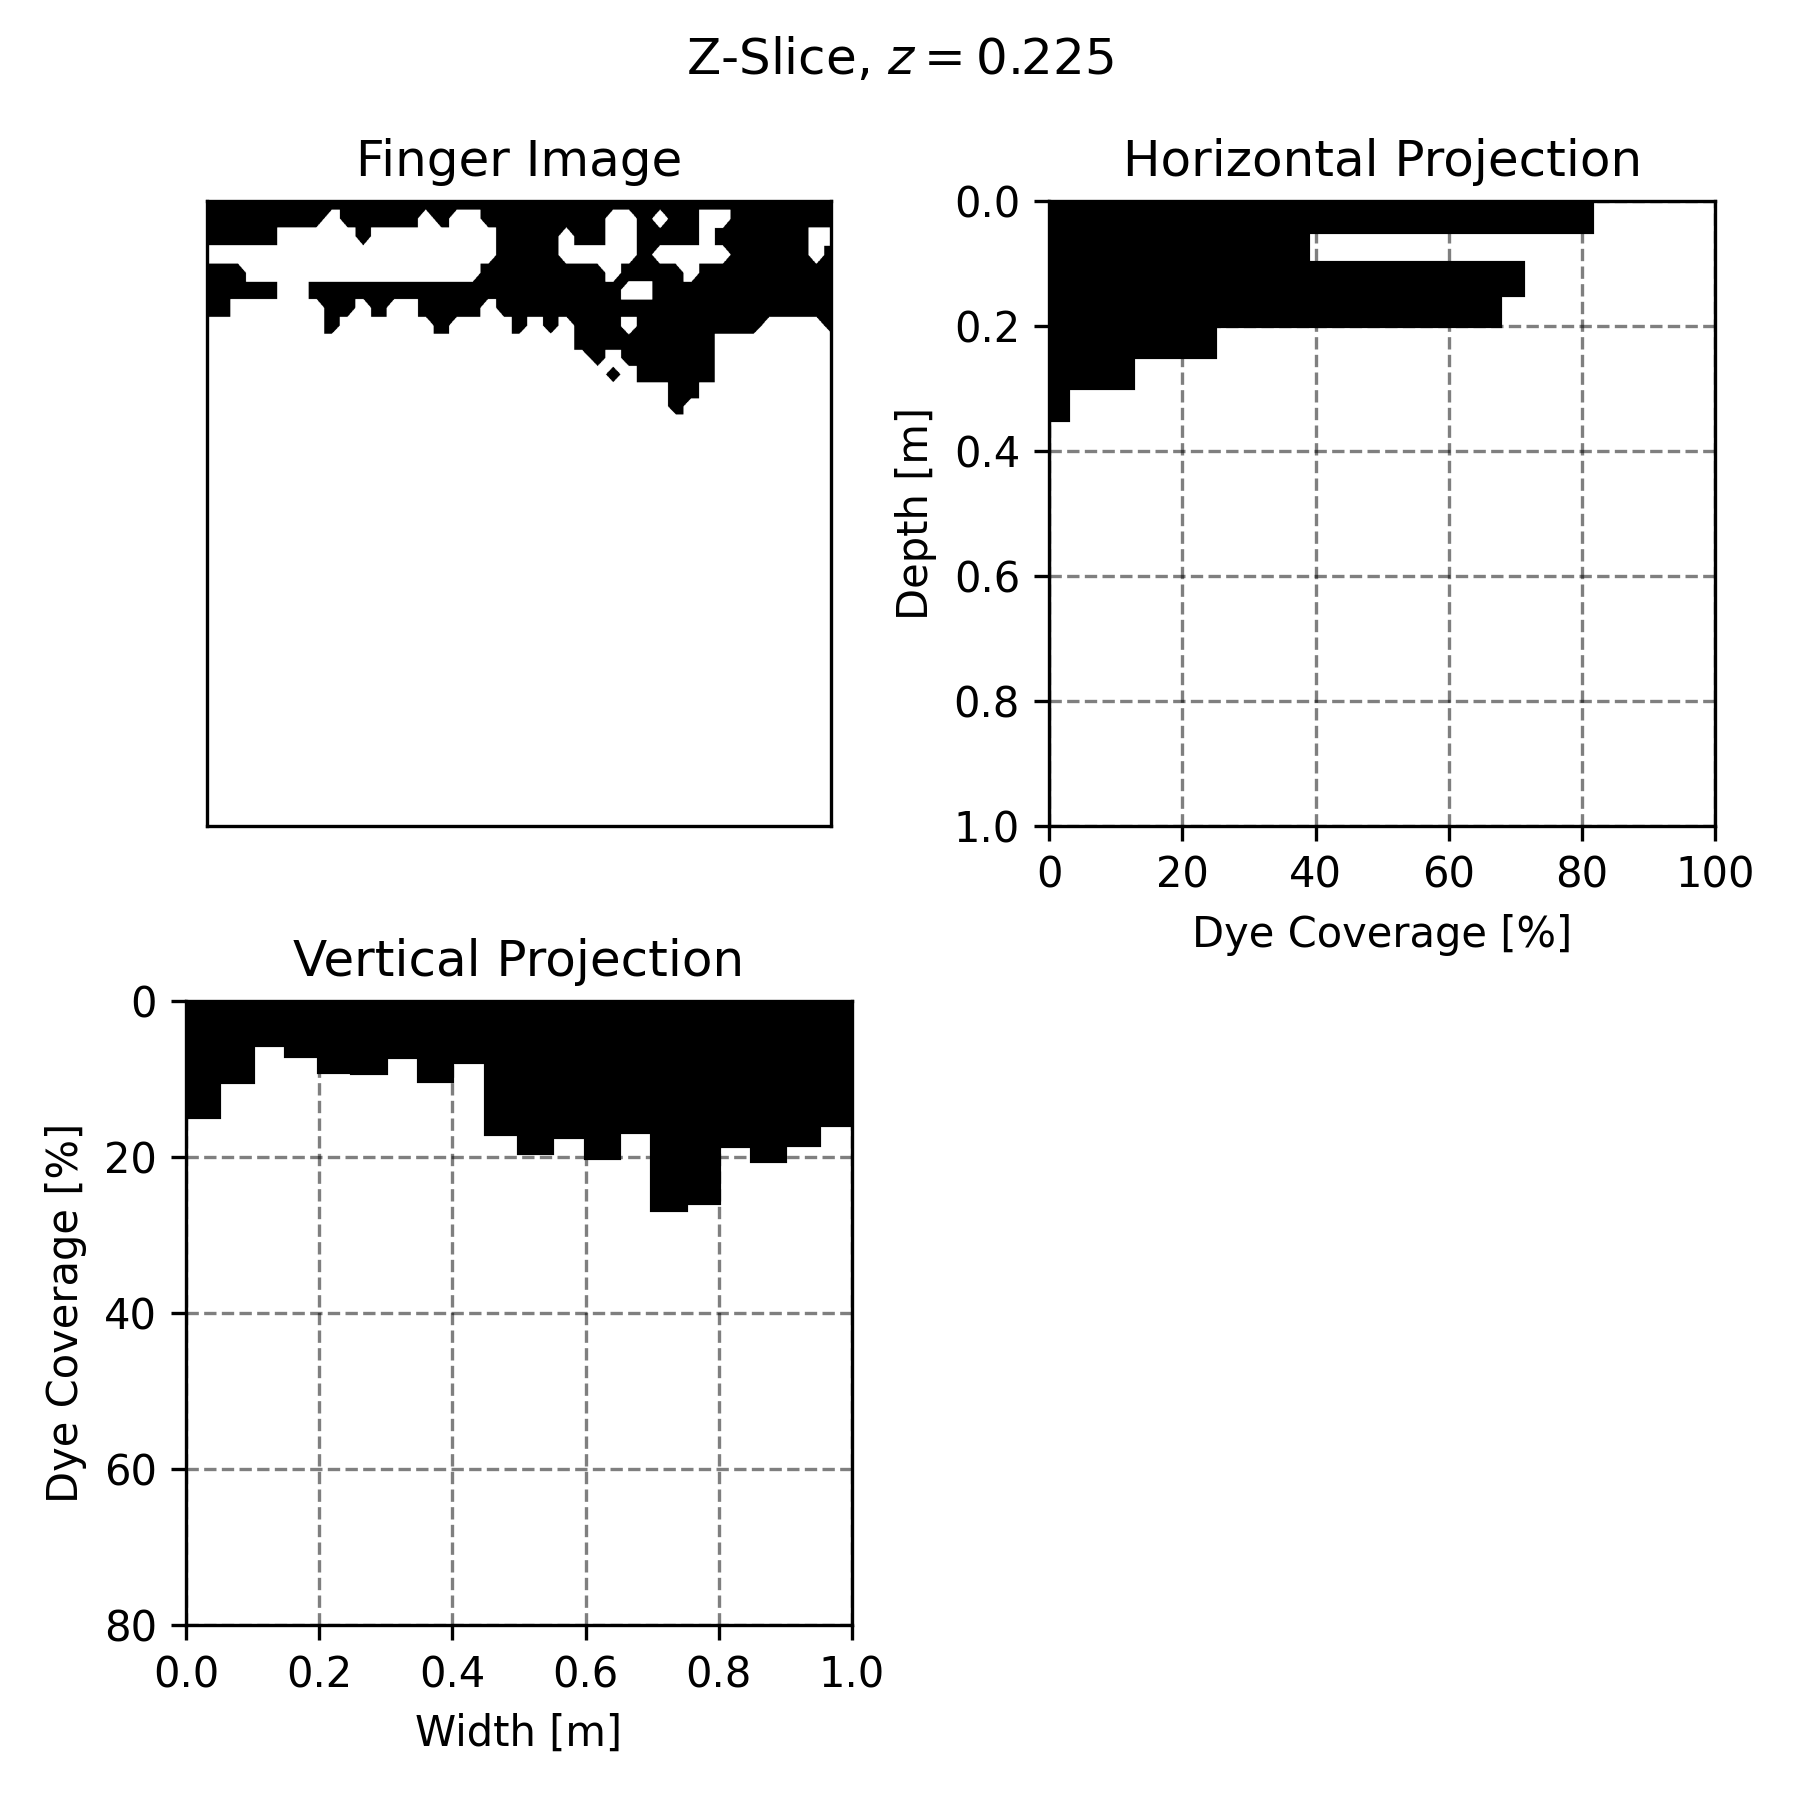 Z-Slice, z = 0.225
Finger Image
Horizontal Projection
0.0
0.2
0.4
0.6
0.8
1.0
Depth [m]
0 20 40 60 80 100
Dye Coverage [%]
Vertical Projection
0
20
40
60
80
Dye Coverage [%]
0.0 0.2 0.4 0.6 0.8 1.0
Width [m]